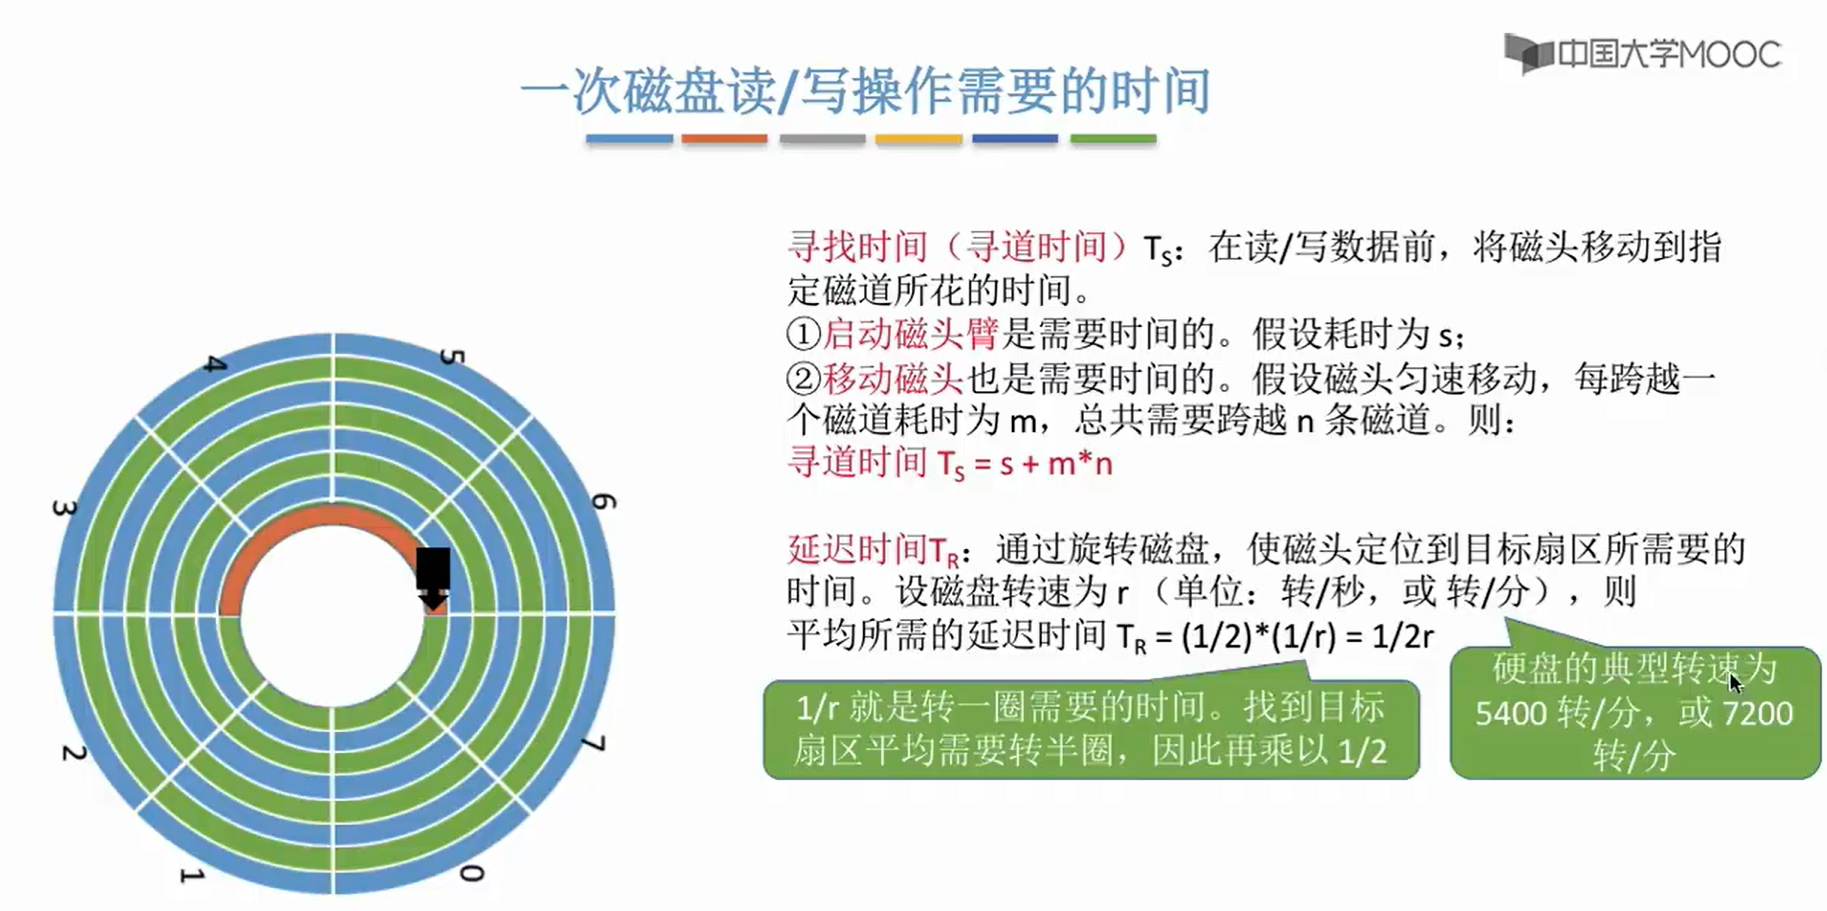 中国大学MOOC
一次磁盘读/写操作需要的时间
寻找时间（寻道时间）TS：在读/写数据前，将磁头移动到指
定磁道所花的时间。
①启动磁头臂是需要时间的。假设耗时为 s；
②移动磁头也是需要时间的。假设磁头匀速移动，每跨越一
个磁道耗时为 m，总共需要跨越 n 条磁道。则：
寻道时间 TS = s + m*n
延迟时间TR：通过旋转磁盘，使磁头定位到目标扇区所需要的
时间。设磁盘转速为 r （单位：转/秒，或 转/分），则
平均所需的延迟时间 TR = (1/2)*(1/r) = 1/2r
1/r 就是转一圈需要的时间。找到目标
扇区平均需要转半圈，因此再乘以 1/2
硬盘的典型转速为
5400 转/分，或 7200
转/分
4
5
3
6
2
7
1
0